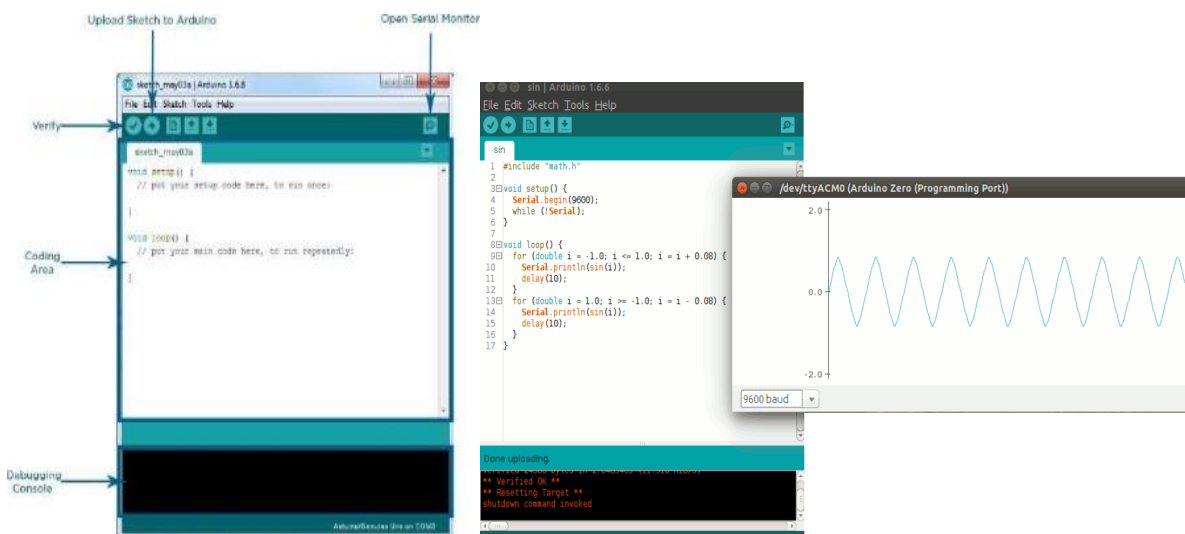 Upload Sketch to Arduino
Open Serial Monitor
sketch_may03a | Arduino 1.6.8
File Edit Sketch Tools Help
Verify
sketch_may03a
void setup() {
// put your setup code here, to run once:
}
void loop() {
// put your main code here, to run repeatedly:
Coding
Area
}
Debugging
Console
Arduino/Genuino Uno on COM8
sin | Arduino 1.6.6
File Edit Sketch Tools Help
sin
1 #include "math.h"
2
3 void setup() {
4 Serial.begin(9600);
5 while (!Serial);
6 }
7
8 void loop() {
9 for (double i = -1.0; i <= 1.0; i = i + 0.08) {
10 Serial.println(sin(i));
11 delay(10);
12 }
13 for (double i = 1.0; i >= -1.0; i = i - 0.08) {
14 Serial.println(sin(i));
15 delay(10);
16 }
17 }
Done uploading.
** Verified OK **
** Resetting Target **
shutdown command invoked
/dev/ttyACM0 (Arduino Zero (Programming Port))
2.0
0.0
-2.0
9600 baud